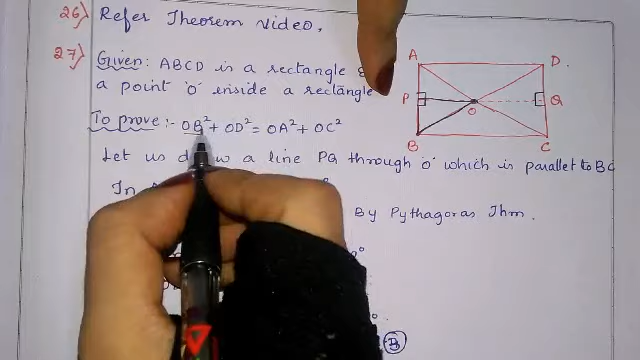 26) Refer Theorem video.
27) Given: ABCD is a rectangle &
a point 'O' inside a rectangle
To prove :- OB² + OD² = OA² + OC²
Let us w a line PQ through 'O' which is parallel to BC
In
By Pythagoras Thm.
B
A
D.
P
Q
O
B
C